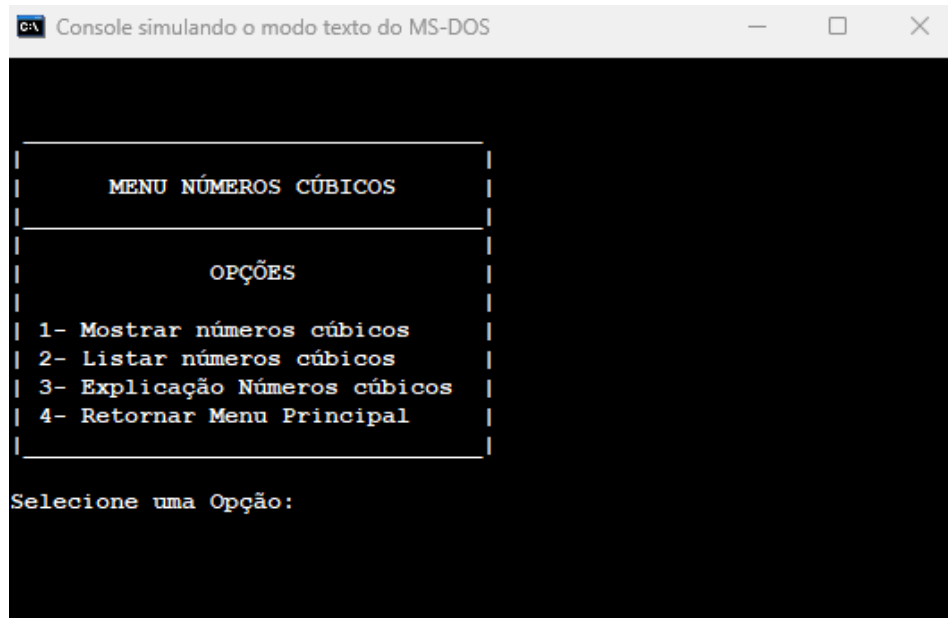 Console simulando o modo texto do MS-DOS
MENU NÚMEROS CÚBICOS
OPÇÕES
1- Mostrar números cúbicos
2- Listar números cúbicos
3- Explicação Números cúbicos
4- Retornar Menu Principal
Selecione uma Opção: